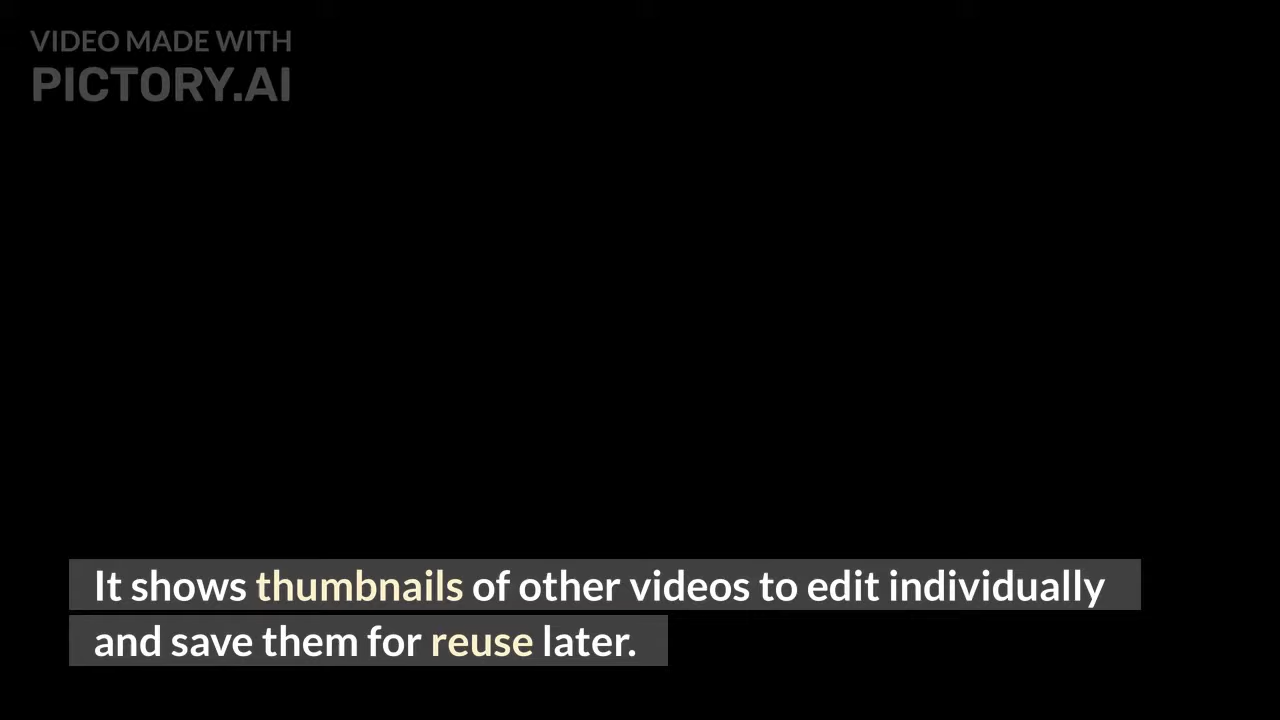 VIDEO MADE WITH
PICTORY.AI
It shows thumbnails of other videos to edit individually
and save them for reuse later.